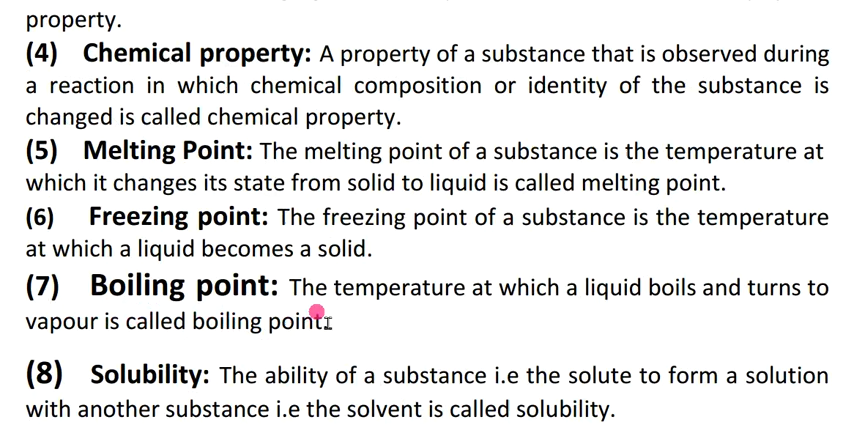 property.
(4) Chemical property: A property of a substance that is observed during
a reaction in which chemical composition or identity of the substance is
changed is called chemical property.
(5) Melting Point: The melting point of a substance is the temperature at
which it changes its state from solid to liquid is called melting point.
(6) Freezing point: The freezing point of a substance is the temperature
at which a liquid becomes a solid.
(7) Boiling point: The temperature at which a liquid boils and turns to
vapour is called boiling point.
(8) Solubility: The ability of a substance i.e the solute to form a solution
with another substance i.e the solvent is called solubility.